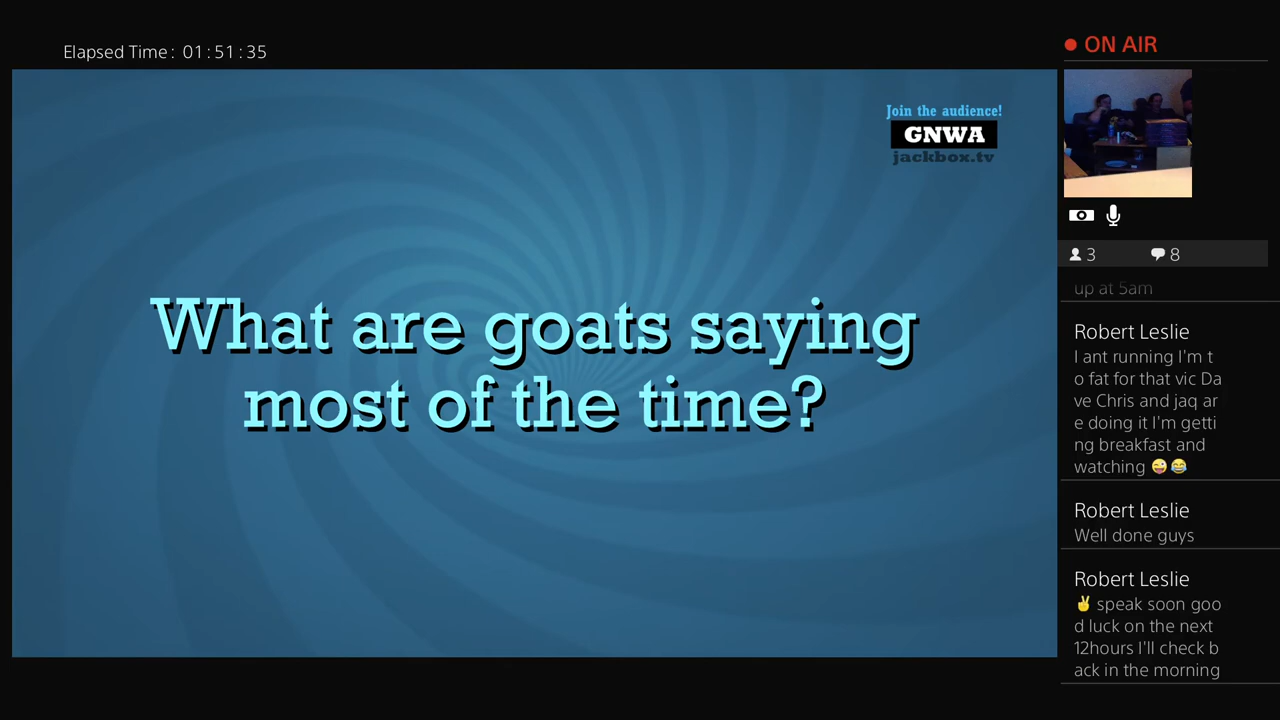 Elapsed Time: 01:51:35
ON AIR
Join the audience!
GNWA
jackbox.tv
What are goats saying
most of the time?
3
8
up at 5am
Robert Leslie
I ant running I'm t
o fat for that vic Da
ve Chris and jaq ar
e doing it I'm getti
ng breakfast and
watching 😜😂
Robert Leslie
Well done guys
Robert Leslie
✌ speak soon goo
d luck on the next
12hours I'll check b
ack in the morning